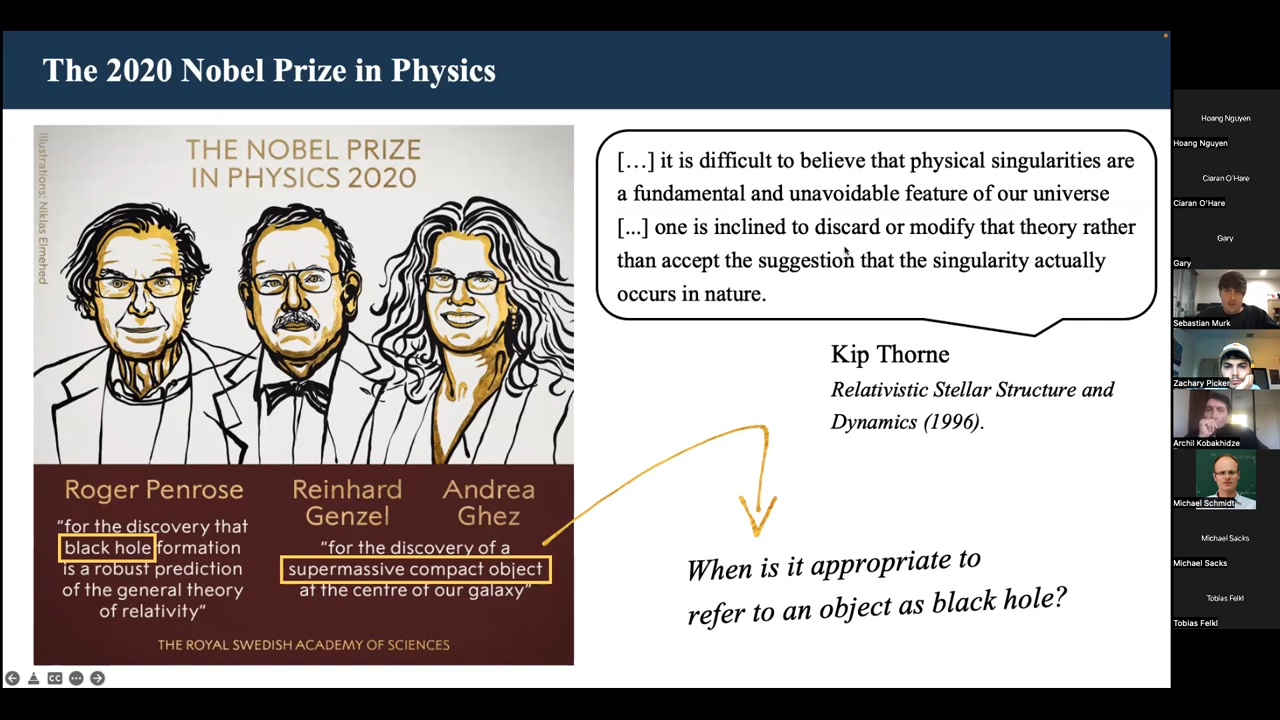 The 2020 Nobel Prize in Physics
Illustrations: Niklas Elmehed
THE NOBEL PRIZE
IN PHYSICS 2020
Roger Penrose
"for the discovery that
black hole formation
is a robust prediction
of the general theory
of relativity"
Reinhard
Genzel
Andrea
Ghez
"for the discovery of a
supermassive compact object
at the centre of our galaxy"
THE ROYAL SWEDISH ACADEMY OF SCIENCES
[…] it is difficult to believe that physical singularities are
a fundamental and unavoidable feature of our universe
[...] one is inclined to discard or modify that theory rather
than accept the suggestion that the singularity actually
occurs in nature.
Kip Thorne
Relativistic Stellar Structure and
Dynamics (1996).
When is it appropriate to
refer to an object as black hole?
CC
Hoang Nguyen
Hoang Nguyen
Ciaran O'Hare
Ciaran O'Hare
Gary
Gary
Sebastian Murk
Zachary Picker
Archil Kobakhidze
Michael Schmidt
Michael Sacks
Michael Sacks
Tobias Felkl
Tobias Felkl